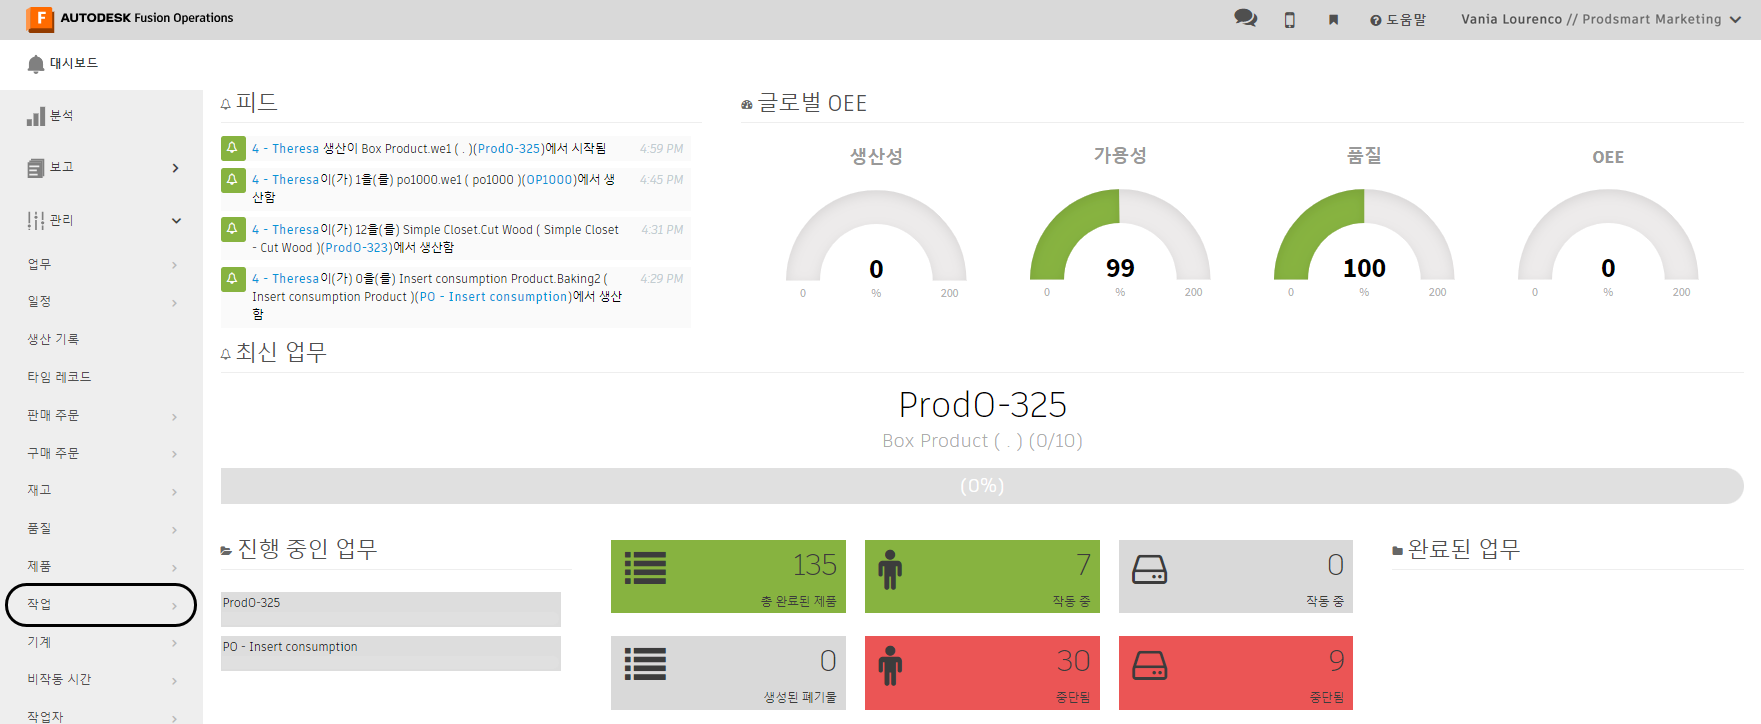 AUTODESK Fusion Operations
도움말
Vania Lourenco // Prodsmart Marketing
대시보드
분석
보고
관리
업무
일정
생산 기록
타임 레코드
판매 주문
구매 주문
재고
품질
제품
작업
기계
비작동 시간
작업자
피드
4 - Theresa 생산이 Box Product.we1 ( . )(ProdO-325)에서 시작됨 4:59 PM
4 - Theresa이(가) 1을(를) po1000.we1 ( po1000 )(OP1000)에서 생 4:45 PM
산함
4 - Theresa이(가) 12을(를) Simple Closet.Cut Wood ( Simple Closet 4:31 PM
- Cut Wood )(ProdO-323)에서 생산함
4 - Theresa이(가) 0을(를) Insert consumption Product.Baking2 ( 4:29 PM
Insert consumption Product )(PO - Insert consumption)에서 생산
함
글로벌 OEE
생산성
0
0 % 200
가용성
99
0 % 200
품질
100
0 % 200
OEE
0
0 % 200
최신 업무
ProdO-325
Box Product ( . ) (0/10)
(0%)
진행 중인 업무
ProdO-325
PO - Insert consumption
135
총 완료된 제품
7
작동 중
0
작동 중
0
생성된 폐기물
30
중단됨
9
중단됨
완료된 업무